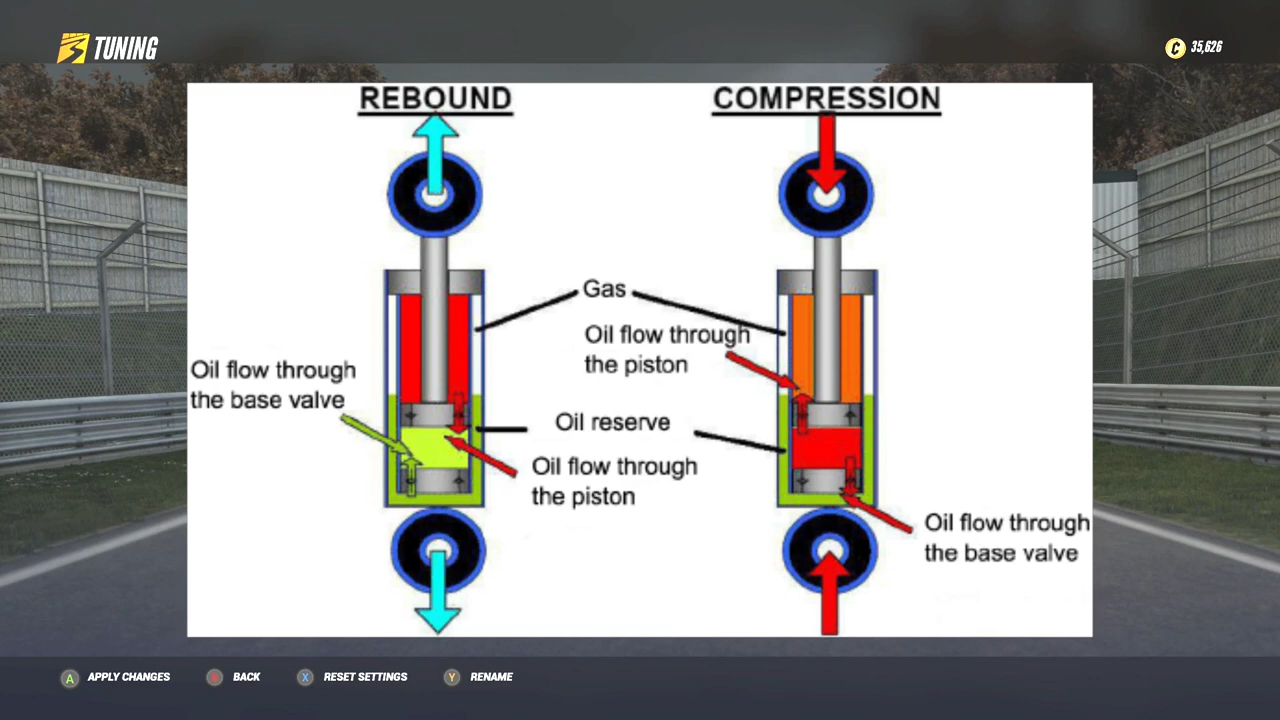 TUNING
C 35,626
REBOUND
COMPRESSION
Gas
Oil flow through
the piston
Oil flow through
the base valve
Oil reserve
Oil flow through
the piston
Oil flow through
the base valve
A APPLY CHANGES
B BACK
X RESET SETTINGS
Y RENAME